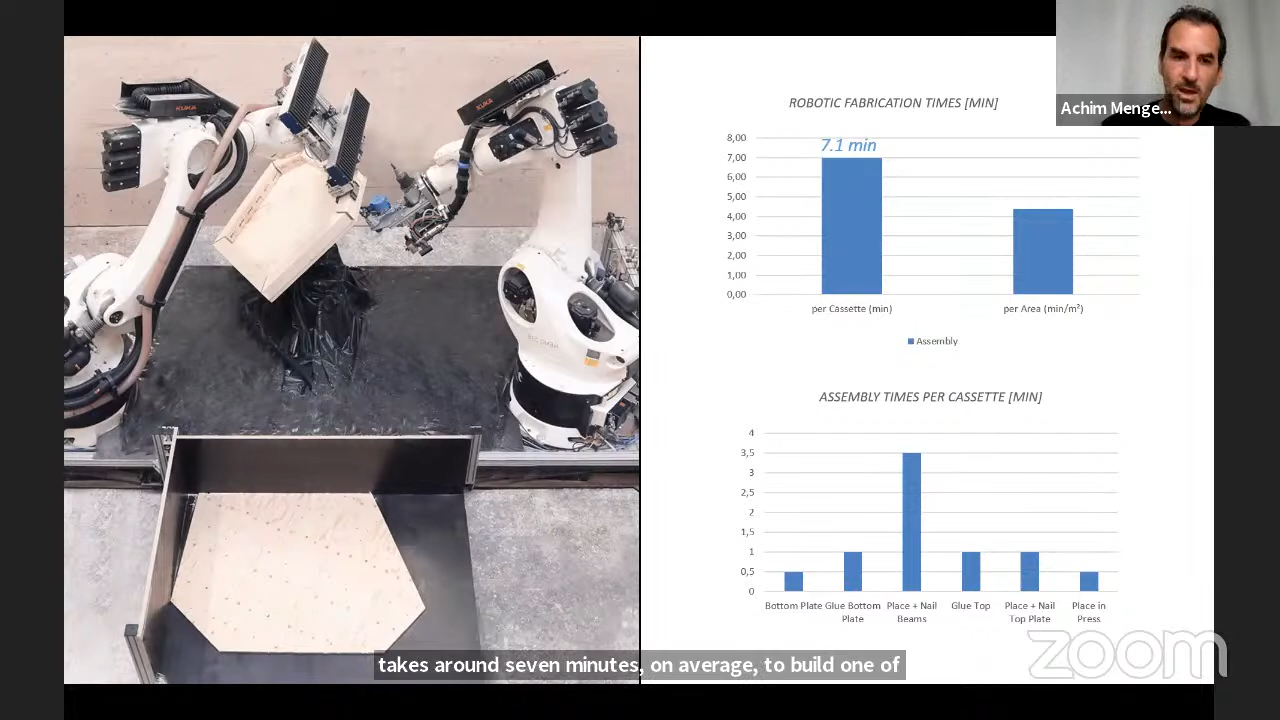 KUKA
KUKA
Achim Menge...
ROBOTIC FABRICATION TIMES [MIN]
8,00
7.1 min
7,00
6,00
5,00
4,00
3,00
2,00
1,00
0,00
per Cassette (min)
per Area (min/m²)
Assembly
ASSEMBLY TIMES PER CASSETTE [MIN]
4
3,5
3
2,5
2
1,5
1
0,5
0
Bottom Plate
Glue Bottom
Plate
Place + Nail
Beams
Glue Top
Place + Nail
Top Plate
Place in
Press
takes around seven minutes, on average, to build one of
zoom